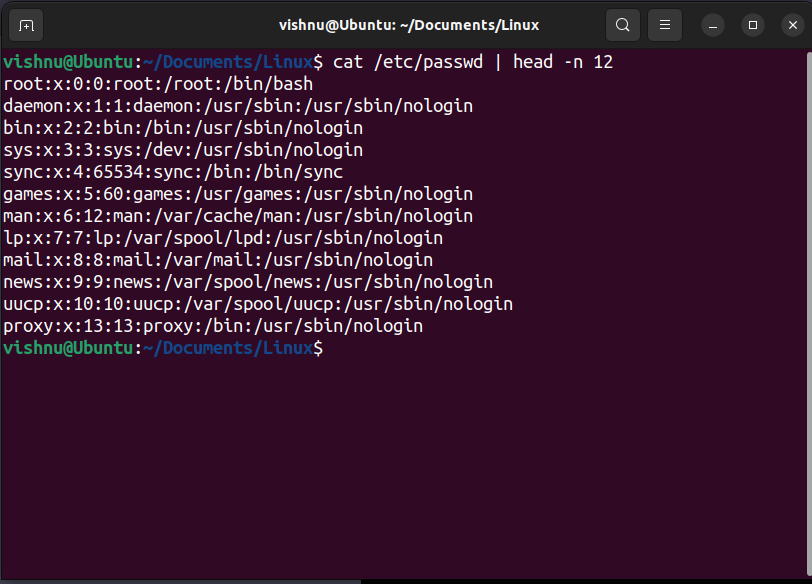 vishnu@Ubuntu: ~/Documents/Linux
vishnu@Ubuntu:~/Documents/Linux$ cat /etc/passwd | head -n 12
root:x:0:0:root:/root:/bin/bash
daemon:x:1:1:daemon:/usr/sbin:/usr/sbin/nologin
bin:x:2:2:bin:/bin:/usr/sbin/nologin
sys:x:3:3:sys:/dev:/usr/sbin/nologin
sync:x:4:65534:sync:/bin:/bin/sync
games:x:5:60:games:/usr/games:/usr/sbin/nologin
man:x:6:12:man:/var/cache/man:/usr/sbin/nologin
lp:x:7:7:lp:/var/spool/lpd:/usr/sbin/nologin
mail:x:8:8:mail:/var/mail:/usr/sbin/nologin
news:x:9:9:news:/var/spool/news:/usr/sbin/nologin
uucp:x:10:10:uucp:/var/spool/uucp:/usr/sbin/nologin
proxy:x:13:13:proxy:/bin:/usr/sbin/nologin
vishnu@Ubuntu:~/Documents/Linux$